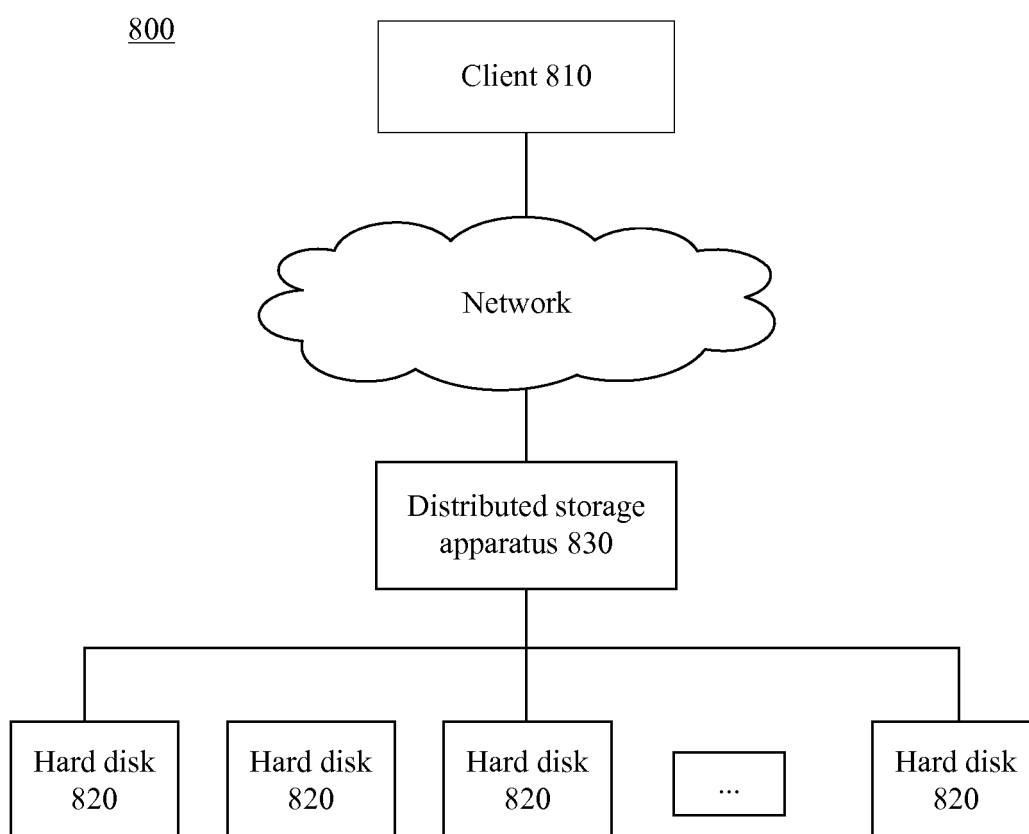 800
Client 810
Network
Distributed storage
apparatus 830
Hard disk
820
Hard disk
820
Hard disk
820
...
Hard disk
820